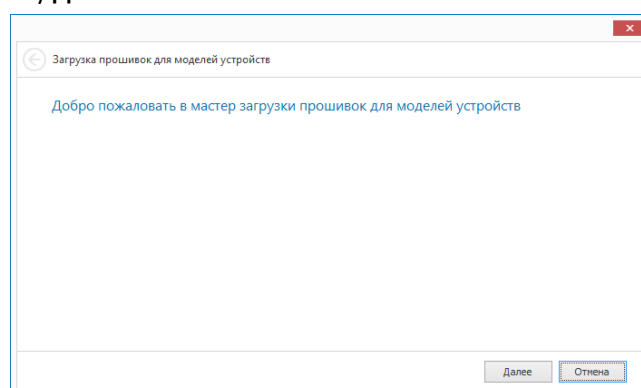 Загрузка прошивок для моделей устройств
Добро пожаловать в мастер загрузки прошивок для моделей устройств
Далее
Отмена